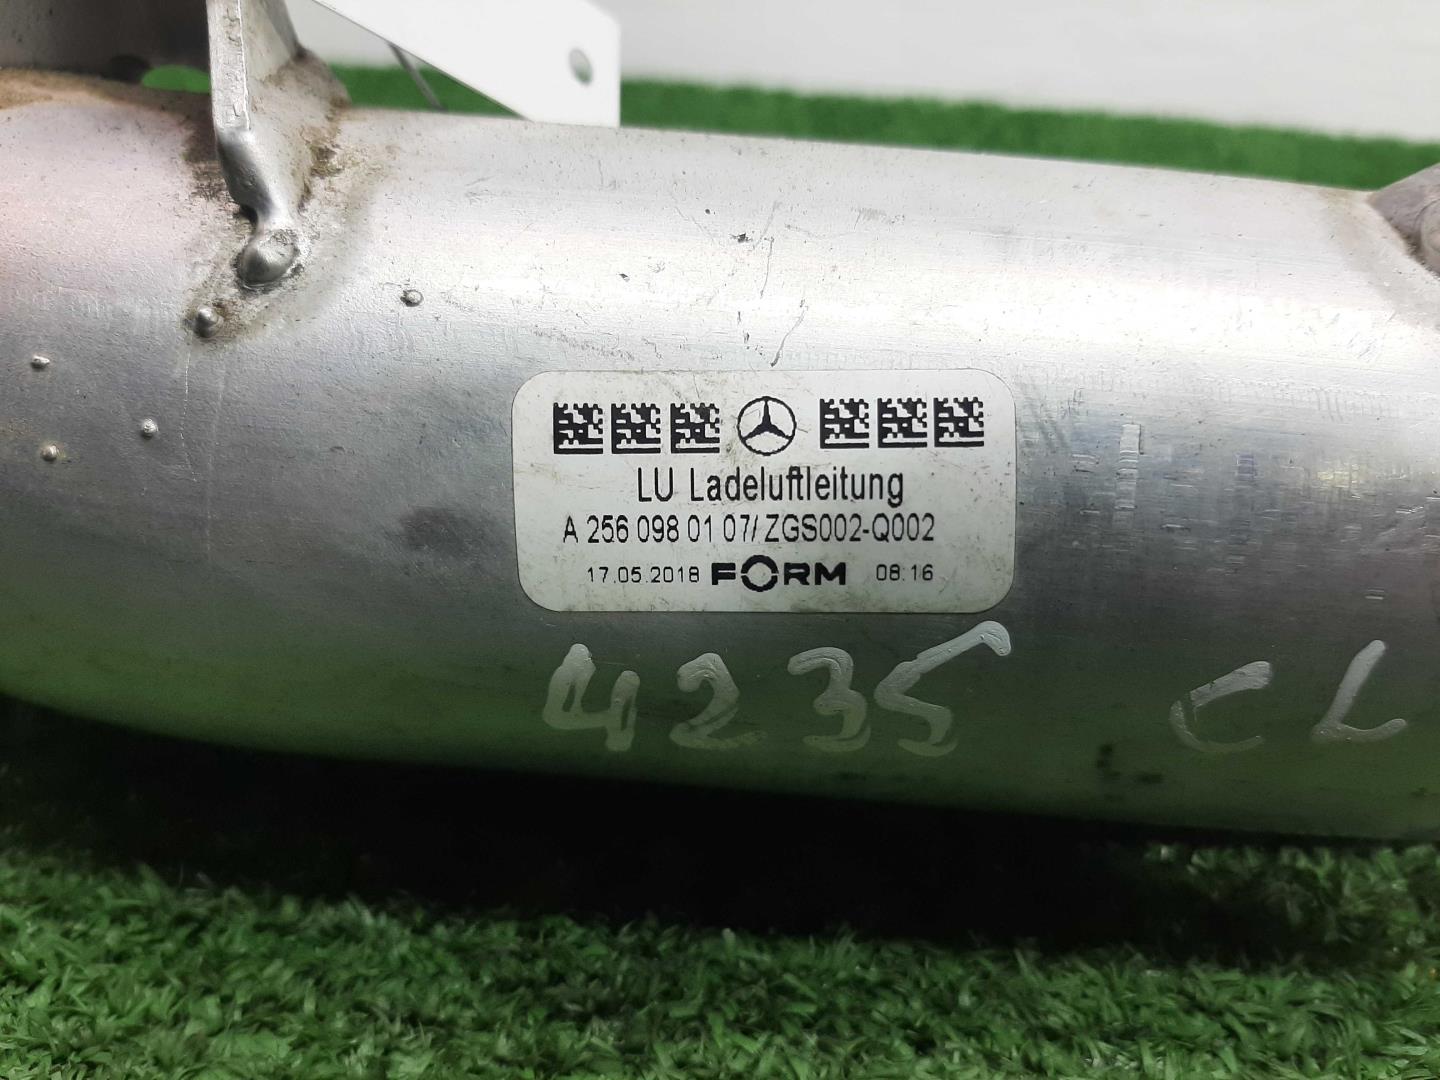 LU Ladeluftleitung
A 256 098 01 07/ ZGS002-Q002
17.05.2018 FORM 08:16
4235 CL